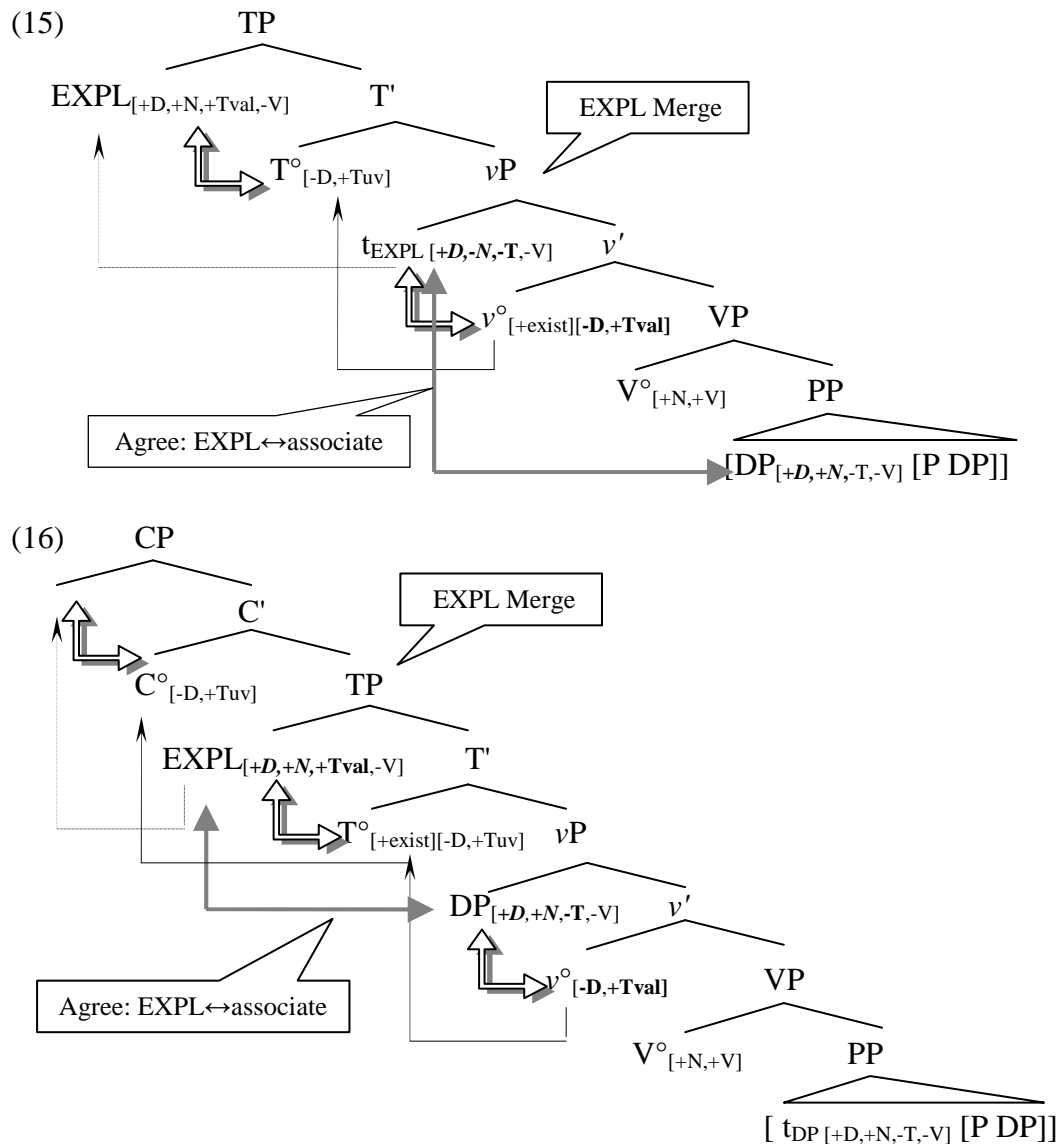 (15) TP
EXPL[+D,+N,+Tval,-V] T'
EXPL Merge
T°[-D,+Tuv] vP
tEXPL [+D,-N,-T,-V] v'
v°[+exist][-D,+Tval] VP
V°[+N,+V] PP
Agree: EXPL↔associate
[DP[+D,+N,-T,-V] [P DP]]
(16) CP
EXPL Merge
C'
C°[-D,+Tuv] TP
EXPL[+D,+N,+Tval,-V] T'
T°[+exist][-D,+Tuv] vP
DP[+D,+N,-T,-V] v'
Agree: EXPL↔associate
v°[-D,+Tval] VP
V°[+N,+V] PP
[ tDP [+D,+N,-T,-V] [P DP]]